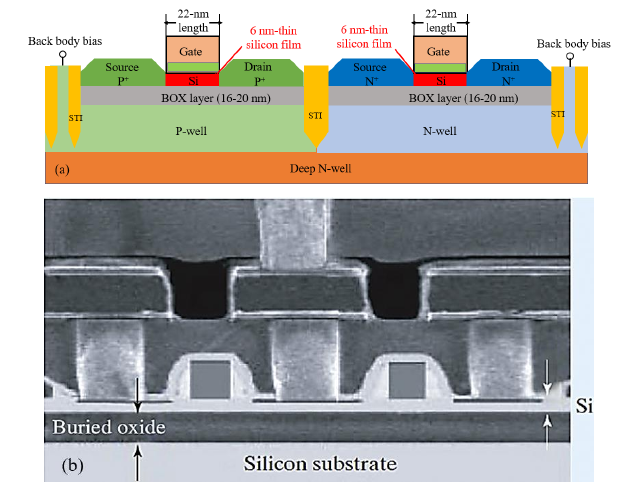 22-nm
length
22-nm
length
6 nm-thin
silicon film
6 nm-thin
silicon film
Back body bias
Back body bias
Gate
Gate
Source
P+
Si
Drain
P+
Source
N+
Si
Drain
N+
BOX layer (16-20 nm)
BOX layer (16-20 nm)
STI
STI
STI
P-well
N-well
(a)
Deep N-well
Si
Buried oxide
(b)
Silicon substrate